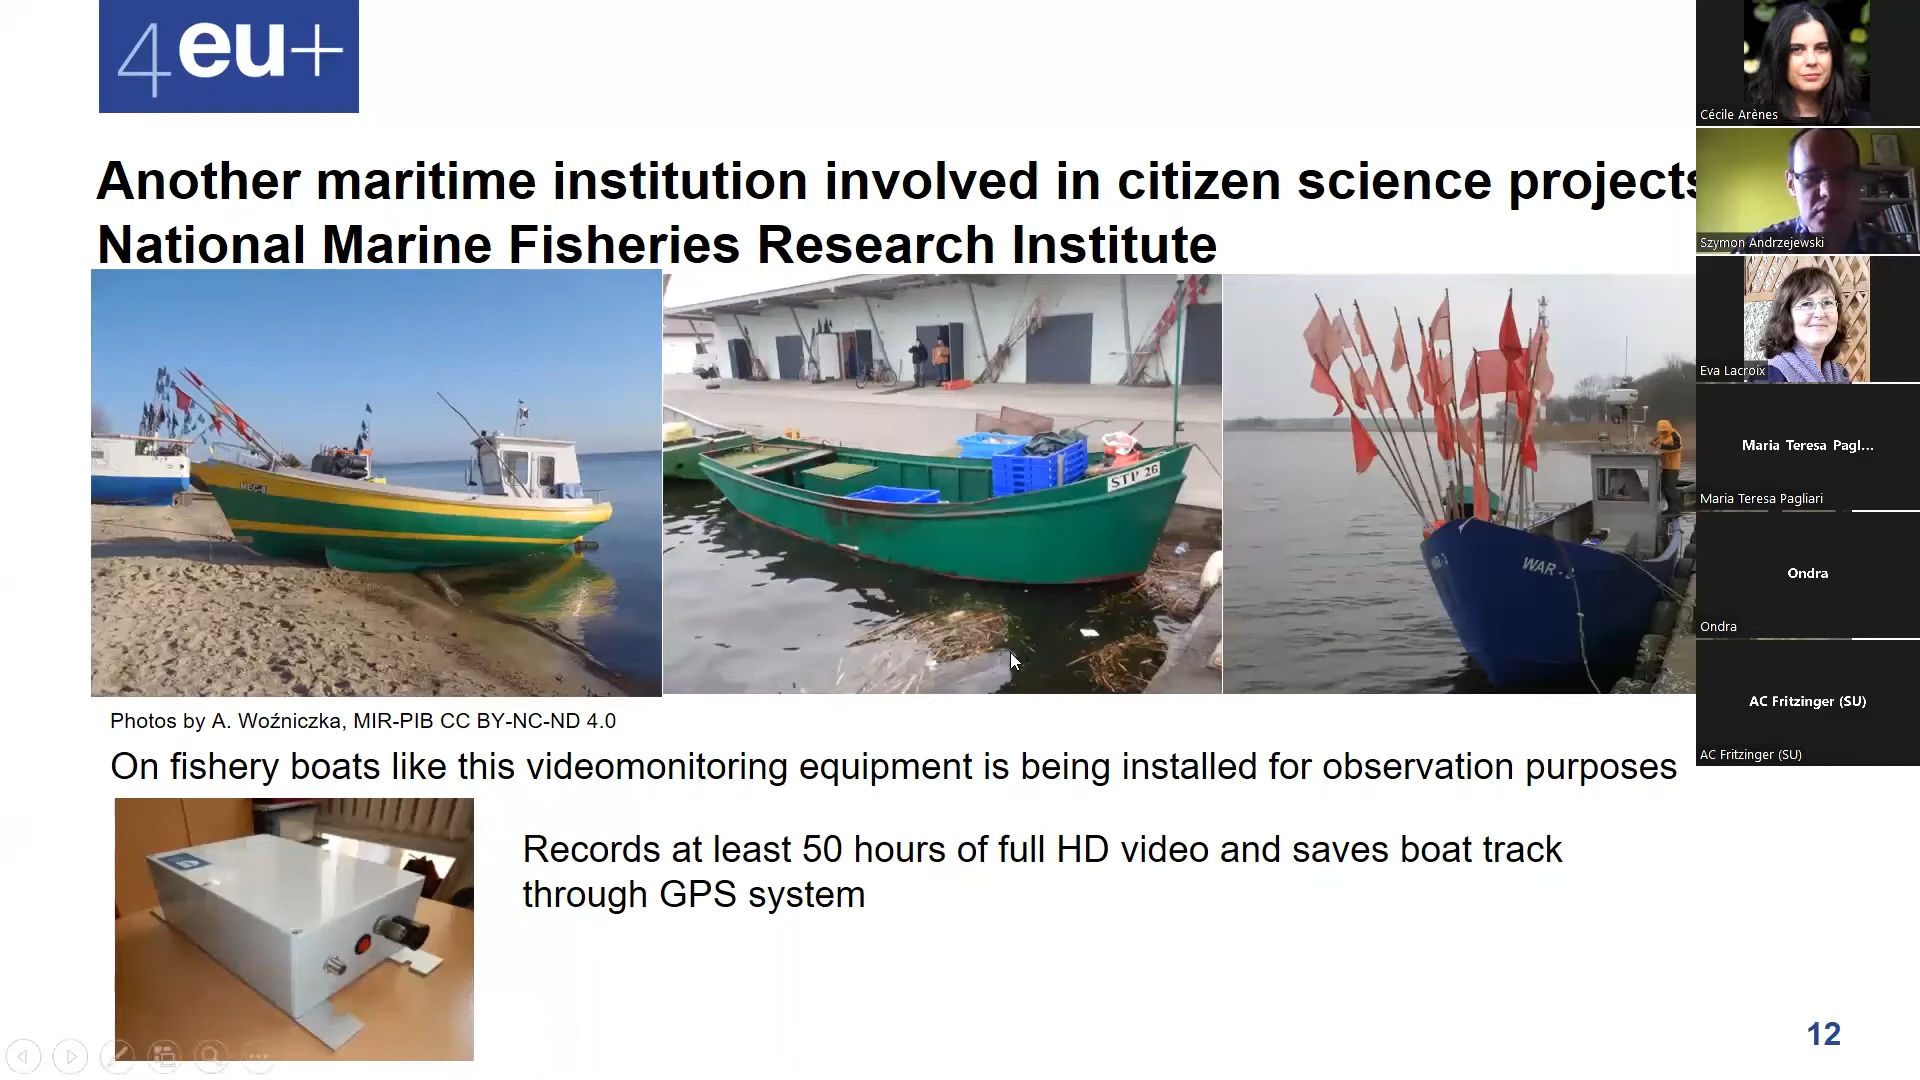 4eu+
Another maritime institution involved in citizen science projects
National Marine Fisheries Research Institute
MEC-8
STP 26
WAR -
Photos by A. Woźniczka, MIR-PIB CC BY-NC-ND 4.0
On fishery boats like this videomonitoring equipment is being installed for observation purposes
Records at least 50 hours of full HD video and saves boat track
through GPS system
12
Cécile Arènes
Szymon Andrzejewski
Eva Lacroix
Maria Teresa Pagl...
Maria Teresa Pagliari
Ondra
Ondra
AC Fritzinger (SU)
AC Fritzinger (SU)